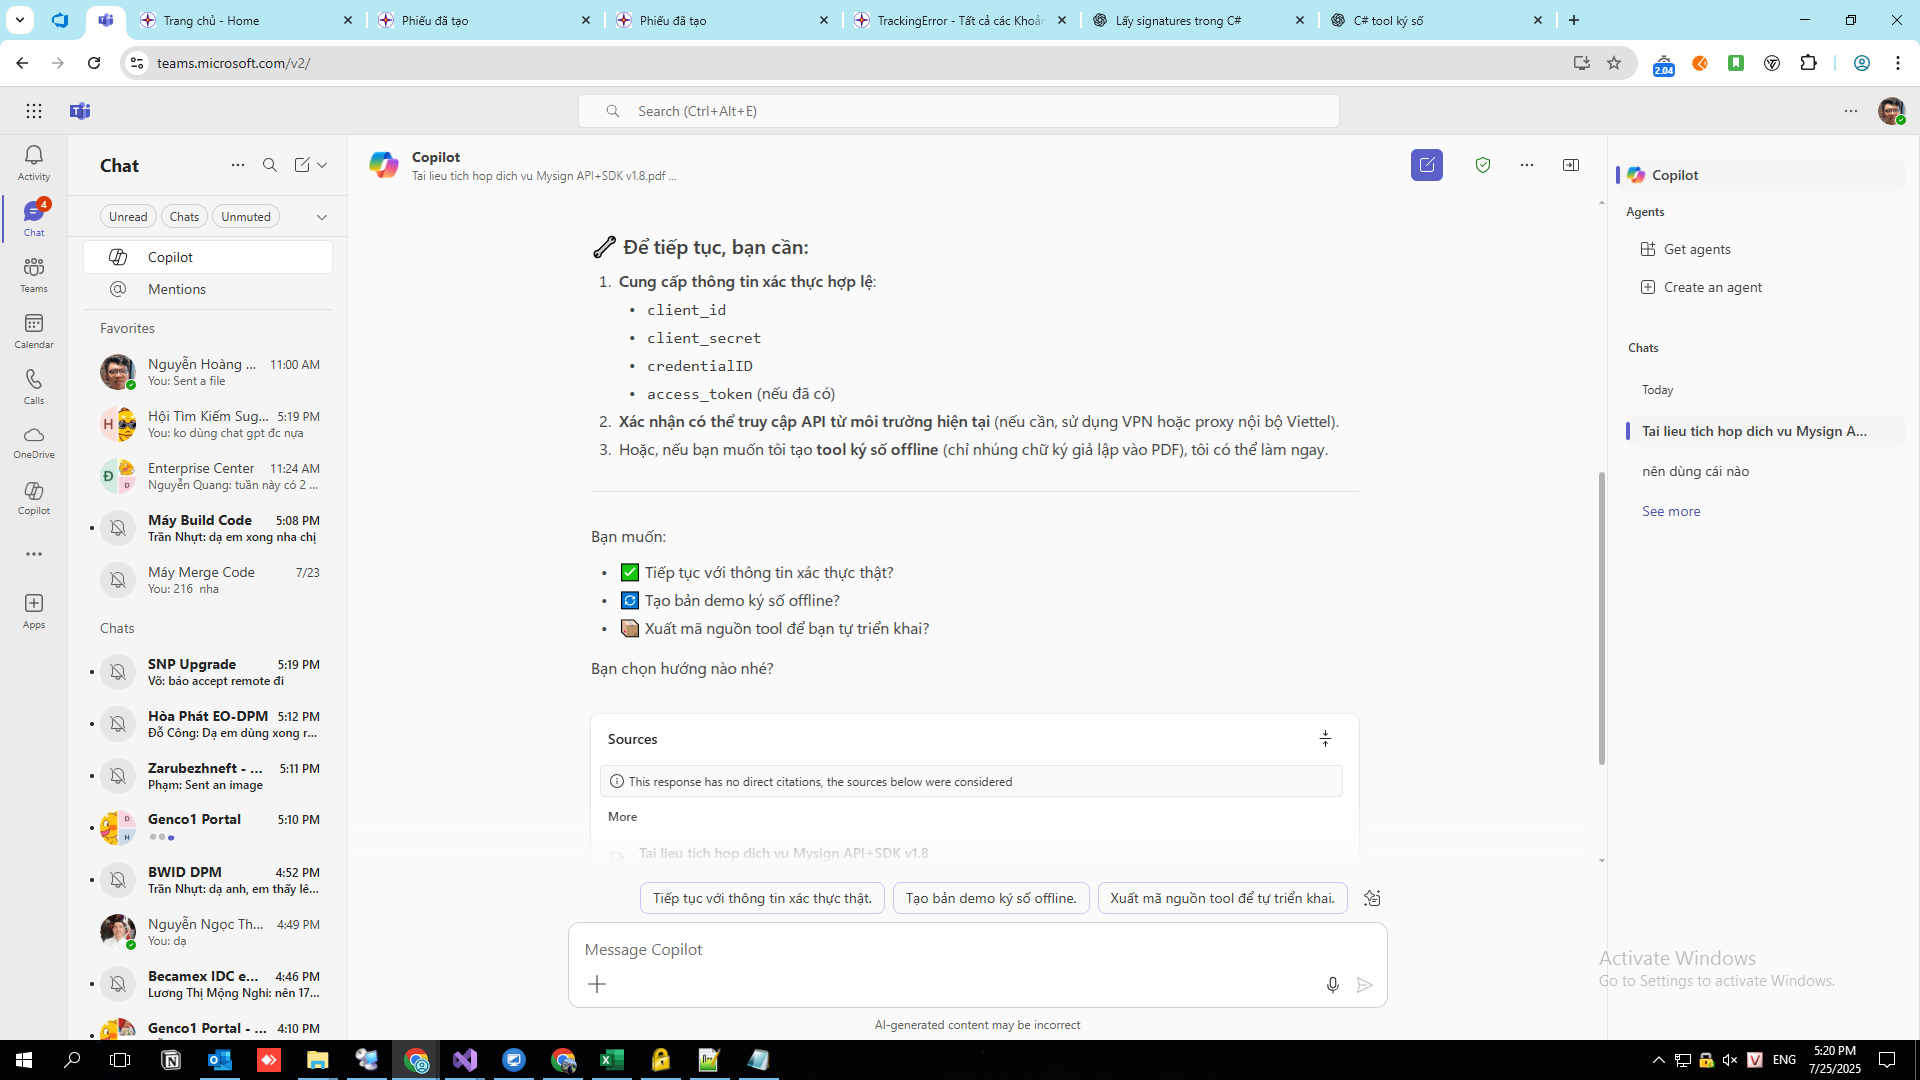 Trang chủ - Home
Phiếu đã tạo
Phiếu đã tạo
TrackingError - Tất cả các Khoản
Lấy signatures trong C#
C# tool ký số
teams.microsoft.com/v2/
2.04
Search (Ctrl+Alt+E)
Activity
4
Chat
Teams
Calendar
Calls
OneDrive
Copilot
Apps
Chat
Unread
Chats
Unmuted
Copilot
Mentions
Favorites
Nguyễn Hoàng ... 11:00 AM
You: Sent a file
H
Hội Tìm Kiếm Sug... 5:19 PM
You: ko dùng chat gpt đc nựa
Đ
D
Enterprise Center 11:24 AM
Nguyễn Quang: tuần này có 2 ...
Máy Build Code 5:08 PM
Trần Nhựt: dạ em xong nha chị
Máy Merge Code 7/23
You: 216 nha
Chats
SNP Upgrade 5:19 PM
Võ: báo accept remote đi
Hòa Phát EO-DPM 5:12 PM
Đỗ Công: Dạ em dùng xong r...
Zarubezhneft - ... 5:11 PM
Phạm: Sent an image
D
H
Genco1 Portal 5:10 PM
BWID DPM 4:52 PM
Trần Nhựt: dạ anh, em thấy lê...
Nguyễn Ngọc Th... 4:49 PM
You: dạ
Becamex IDC e... 4:46 PM
Lương Thị Mộng Nghi: nên 17...
Genco1 Portal - ... 4:10 PM
Copilot
Tai lieu tich hop dich vu Mysign API+SDK v1.8.pdf ...
Để tiếp tục, bạn cần:
1. Cung cấp thông tin xác thực hợp lệ:
• client_id
• client_secret
• credentialID
• access_token (nếu đã có)
2. Xác nhận có thể truy cập API từ môi trường hiện tại (nếu cần, sử dụng VPN hoặc proxy nội bộ Viettel).
3. Hoặc, nếu bạn muốn tôi tạo tool ký số offline (chỉ nhúng chữ ký giả lập vào PDF), tôi có thể làm ngay.
Bạn muốn:
• ✅ Tiếp tục với thông tin xác thực thật?
• 🔄 Tạo bản demo ký số offline?
• 📦 Xuất mã nguồn tool để bạn tự triển khai?
Bạn chọn hướng nào nhé?
Sources
This response has no direct citations, the sources below were considered
More
Tai lieu tich hop dich vu Mysign API+SDK v1.8
Tiếp tục với thông tin xác thực thật.
Tạo bản demo ký số offline.
Xuất mã nguồn tool để tự triển khai.
Message Copilot
AI-generated content may be incorrect
Copilot
Agents
Get agents
Create an agent
Chats
Today
Tai lieu tich hop dich vu Mysign A...
nên dùng cái nào
See more
Activate Windows
Go to Settings to activate Windows.
ENG
5:20 PM
7/25/2025